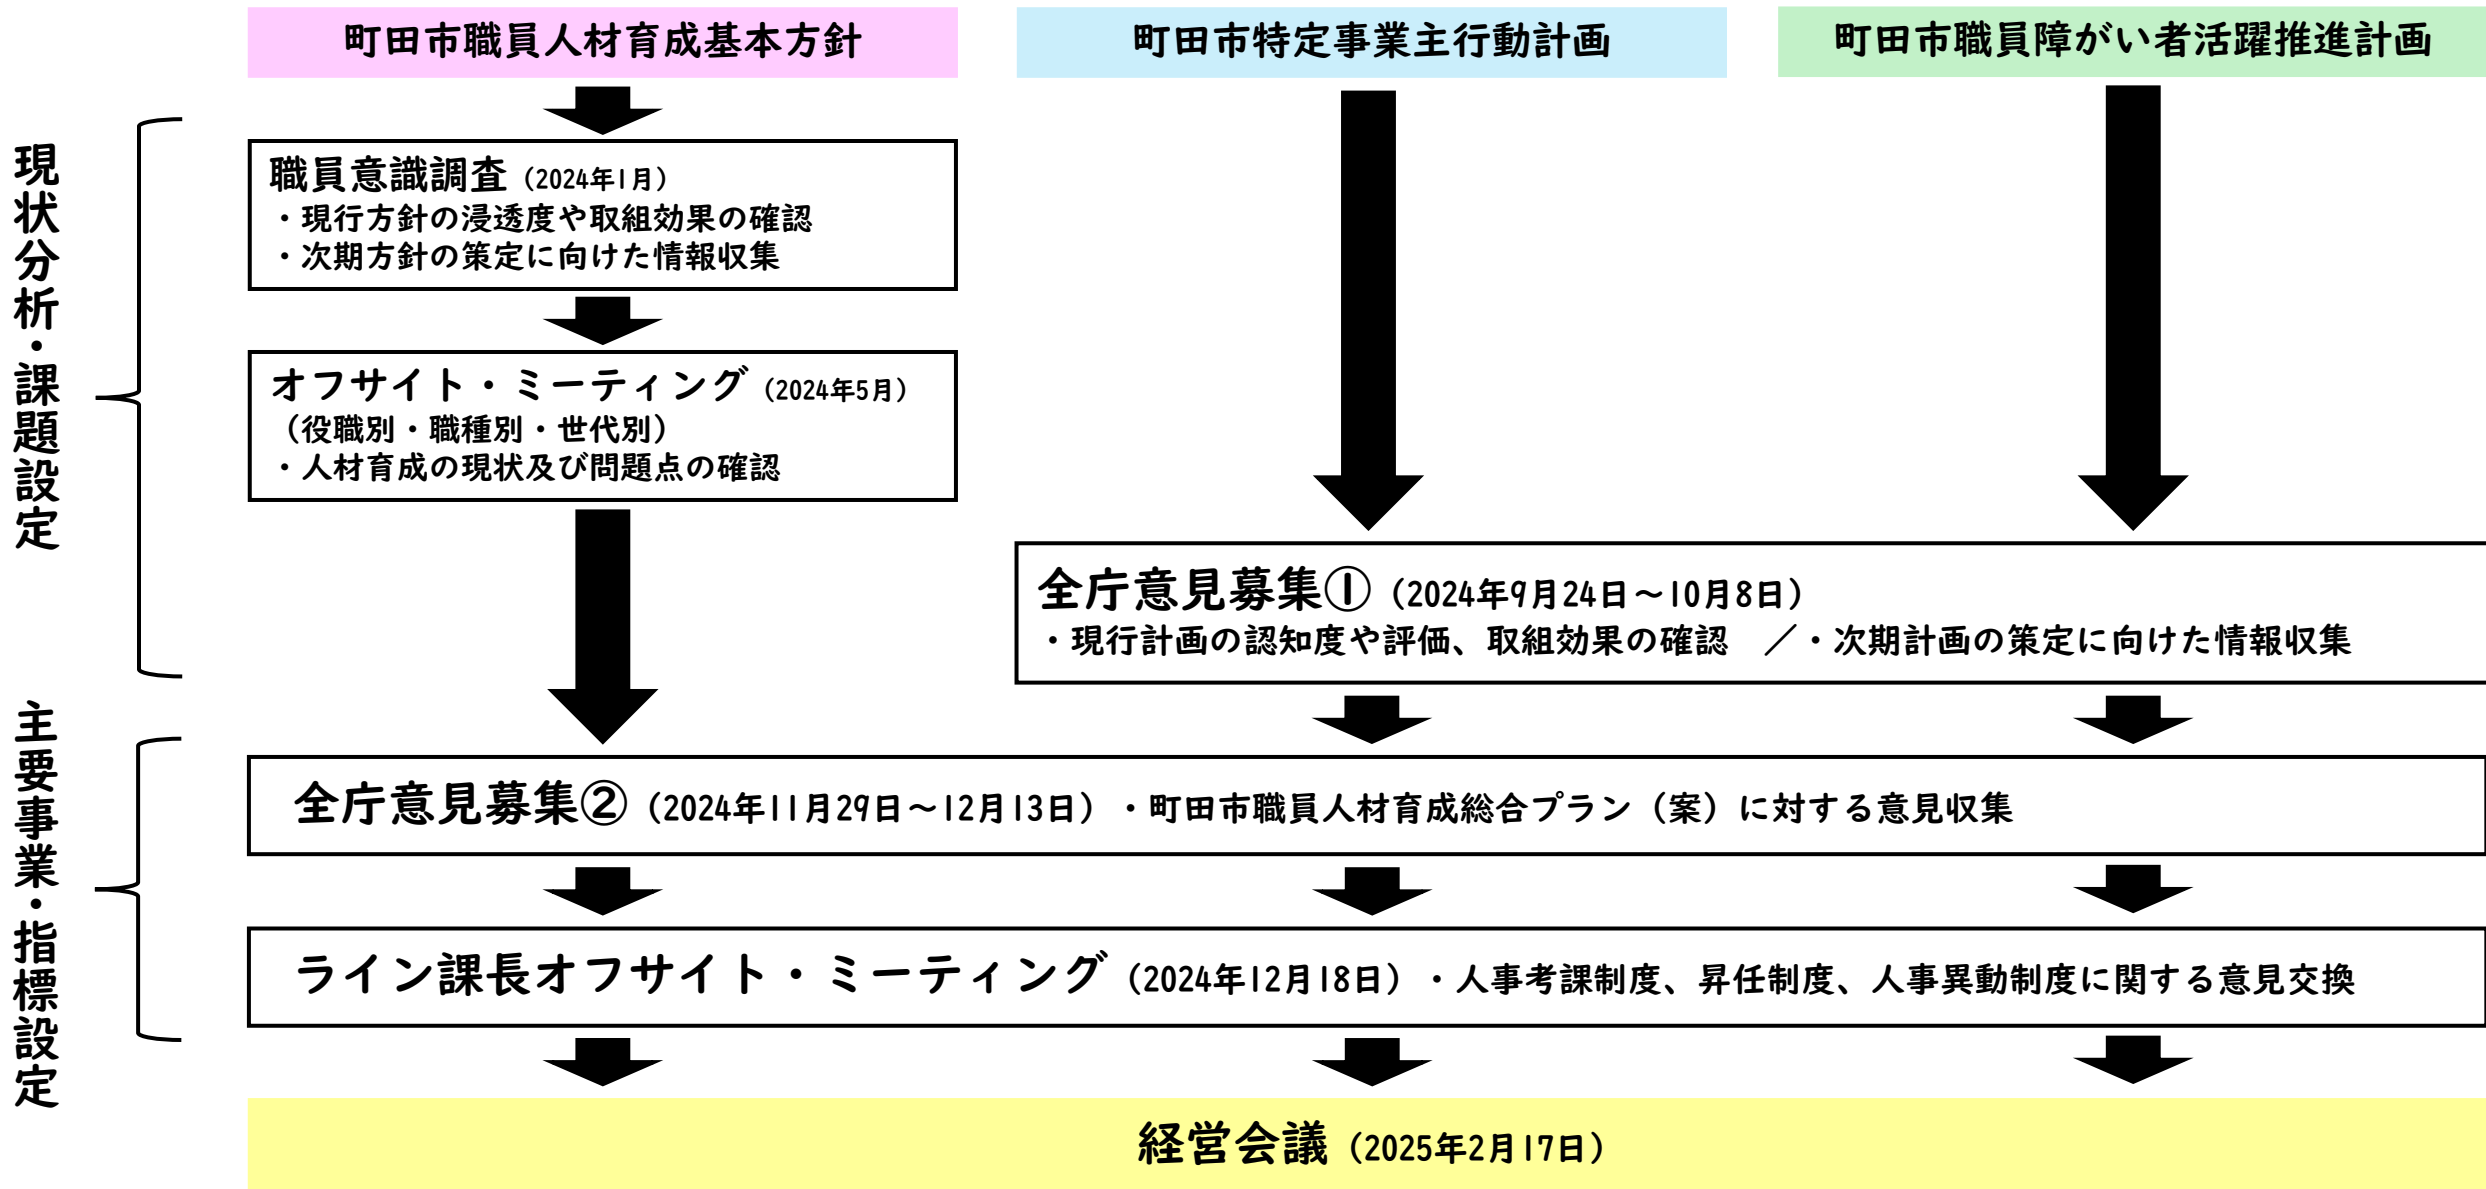 町田市職員人材育成基本方針
町田市特定事業主行動計画
町田市職員障がい者活躍推進計画
現状分析・課題設定
職員意識調査（2024年1月）
・現行方針の浸透度や取組効果の確認
・次期方針の策定に向けた情報収集
オフサイト・ミーティング（2024年5月）
（役職別・職種別・世代別）
・人材育成の現状及び問題点の確認
全庁意見募集①（2024年9月24日～10月8日）
・現行計画の認知度や評価、取組効果の確認　／・次期計画の策定に向けた情報収集
主要事業・指標設定
全庁意見募集②（2024年11月29日～12月13日）・町田市職員人材育成総合プラン（案）に対する意見収集
ライン課長オフサイト・ミーティング（2024年12月18日）・人事考課制度、昇任制度、人事異動制度に関する意見交換
経営会議（2025年2月17日）